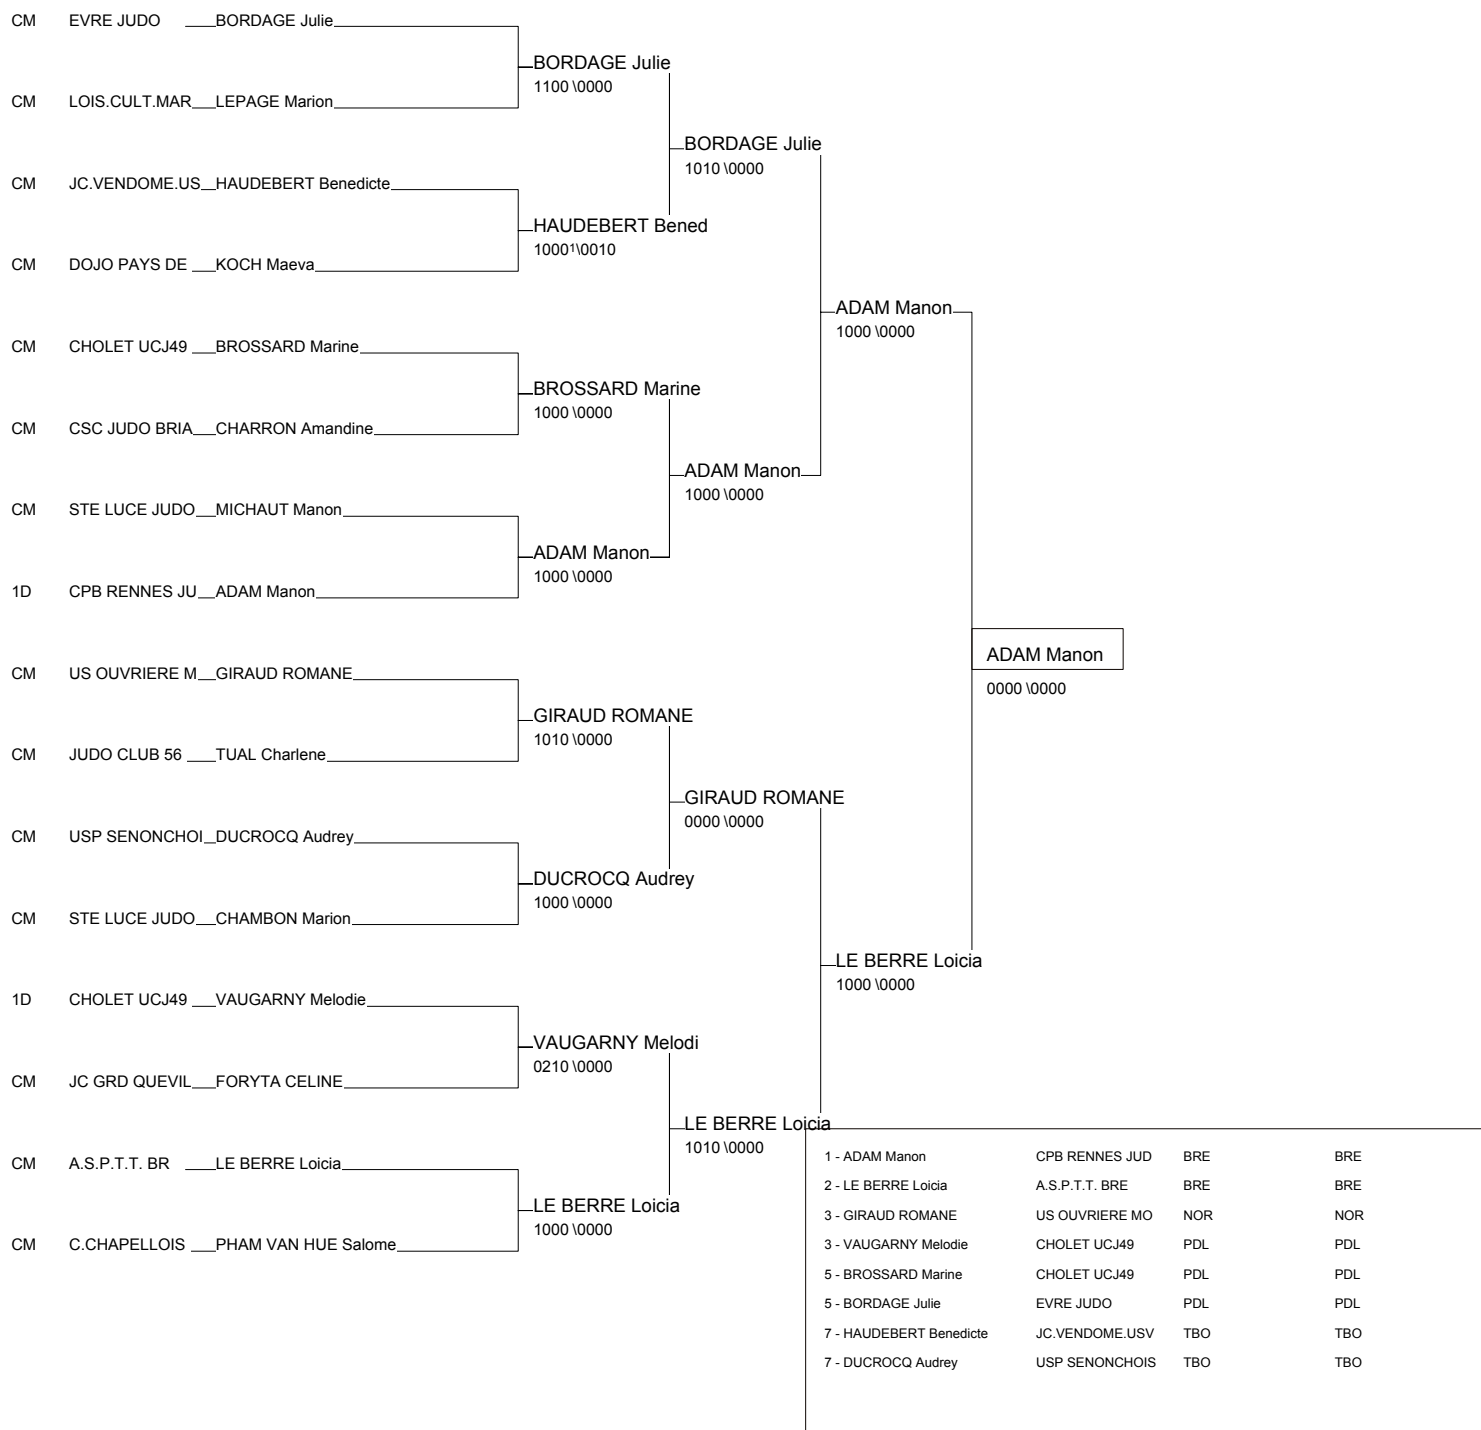 CM EVRE JUDO BORDAGE Julie
BORDAGE Julie
1100 \0000
CM LOIS.CULT.MAR LEPAGE Marion
BORDAGE Julie
1010 \0000
CM JC.VENDOME.US HAUDEBERT Benedicte
HAUDEBERT Bened
1000¹\0010
CM DOJO PAYS DE KOCH Maeva
ADAM Manon
1000 \0000
CM CHOLET UCJ49 BROSSARD Marine
BROSSARD Marine
1000 \0000
CM CSC JUDO BRIA CHARRON Amandine
ADAM Manon
1000 \0000
CM STE LUCE JUDO MICHAUT Manon
ADAM Manon
1000 \0000
1D CPB RENNES JU ADAM Manon
ADAM Manon
0000 \0000
CM US OUVRIERE M GIRAUD ROMANE
GIRAUD ROMANE
1010 \0000
CM JUDO CLUB 56 TUAL Charlene
GIRAUD ROMANE
0000 \0000
CM USP SENONCHOI DUCROCQ Audrey
DUCROCQ Audrey
1000 \0000
CM STE LUCE JUDO CHAMBON Marion
LE BERRE Loicia
1000 \0000
1D CHOLET UCJ49 VAUGARNY Melodie
VAUGARNY Melodi
0210 \0000
CM JC GRD QUEVIL FORYTA CELINE
LE BERRE Loicia
1010 \0000
CM A.S.P.T.T. BR LE BERRE Loicia
LE BERRE Loicia
1000 \0000
CM C.CHAPELLOIS PHAM VAN HUE Salome
1 - ADAM Manon CPB RENNES JUD BRE BRE
2 - LE BERRE Loicia A.S.P.T.T. BRE BRE BRE
3 - GIRAUD ROMANE US OUVRIERE MO NOR NOR
3 - VAUGARNY Melodie CHOLET UCJ49 PDL PDL
5 - BROSSARD Marine CHOLET UCJ49 PDL PDL
5 - BORDAGE Julie EVRE JUDO PDL PDL
7 - HAUDEBERT Benedicte JC.VENDOME.USV TBO TBO
7 - DUCROCQ Audrey USP SENONCHOIS TBO TBO